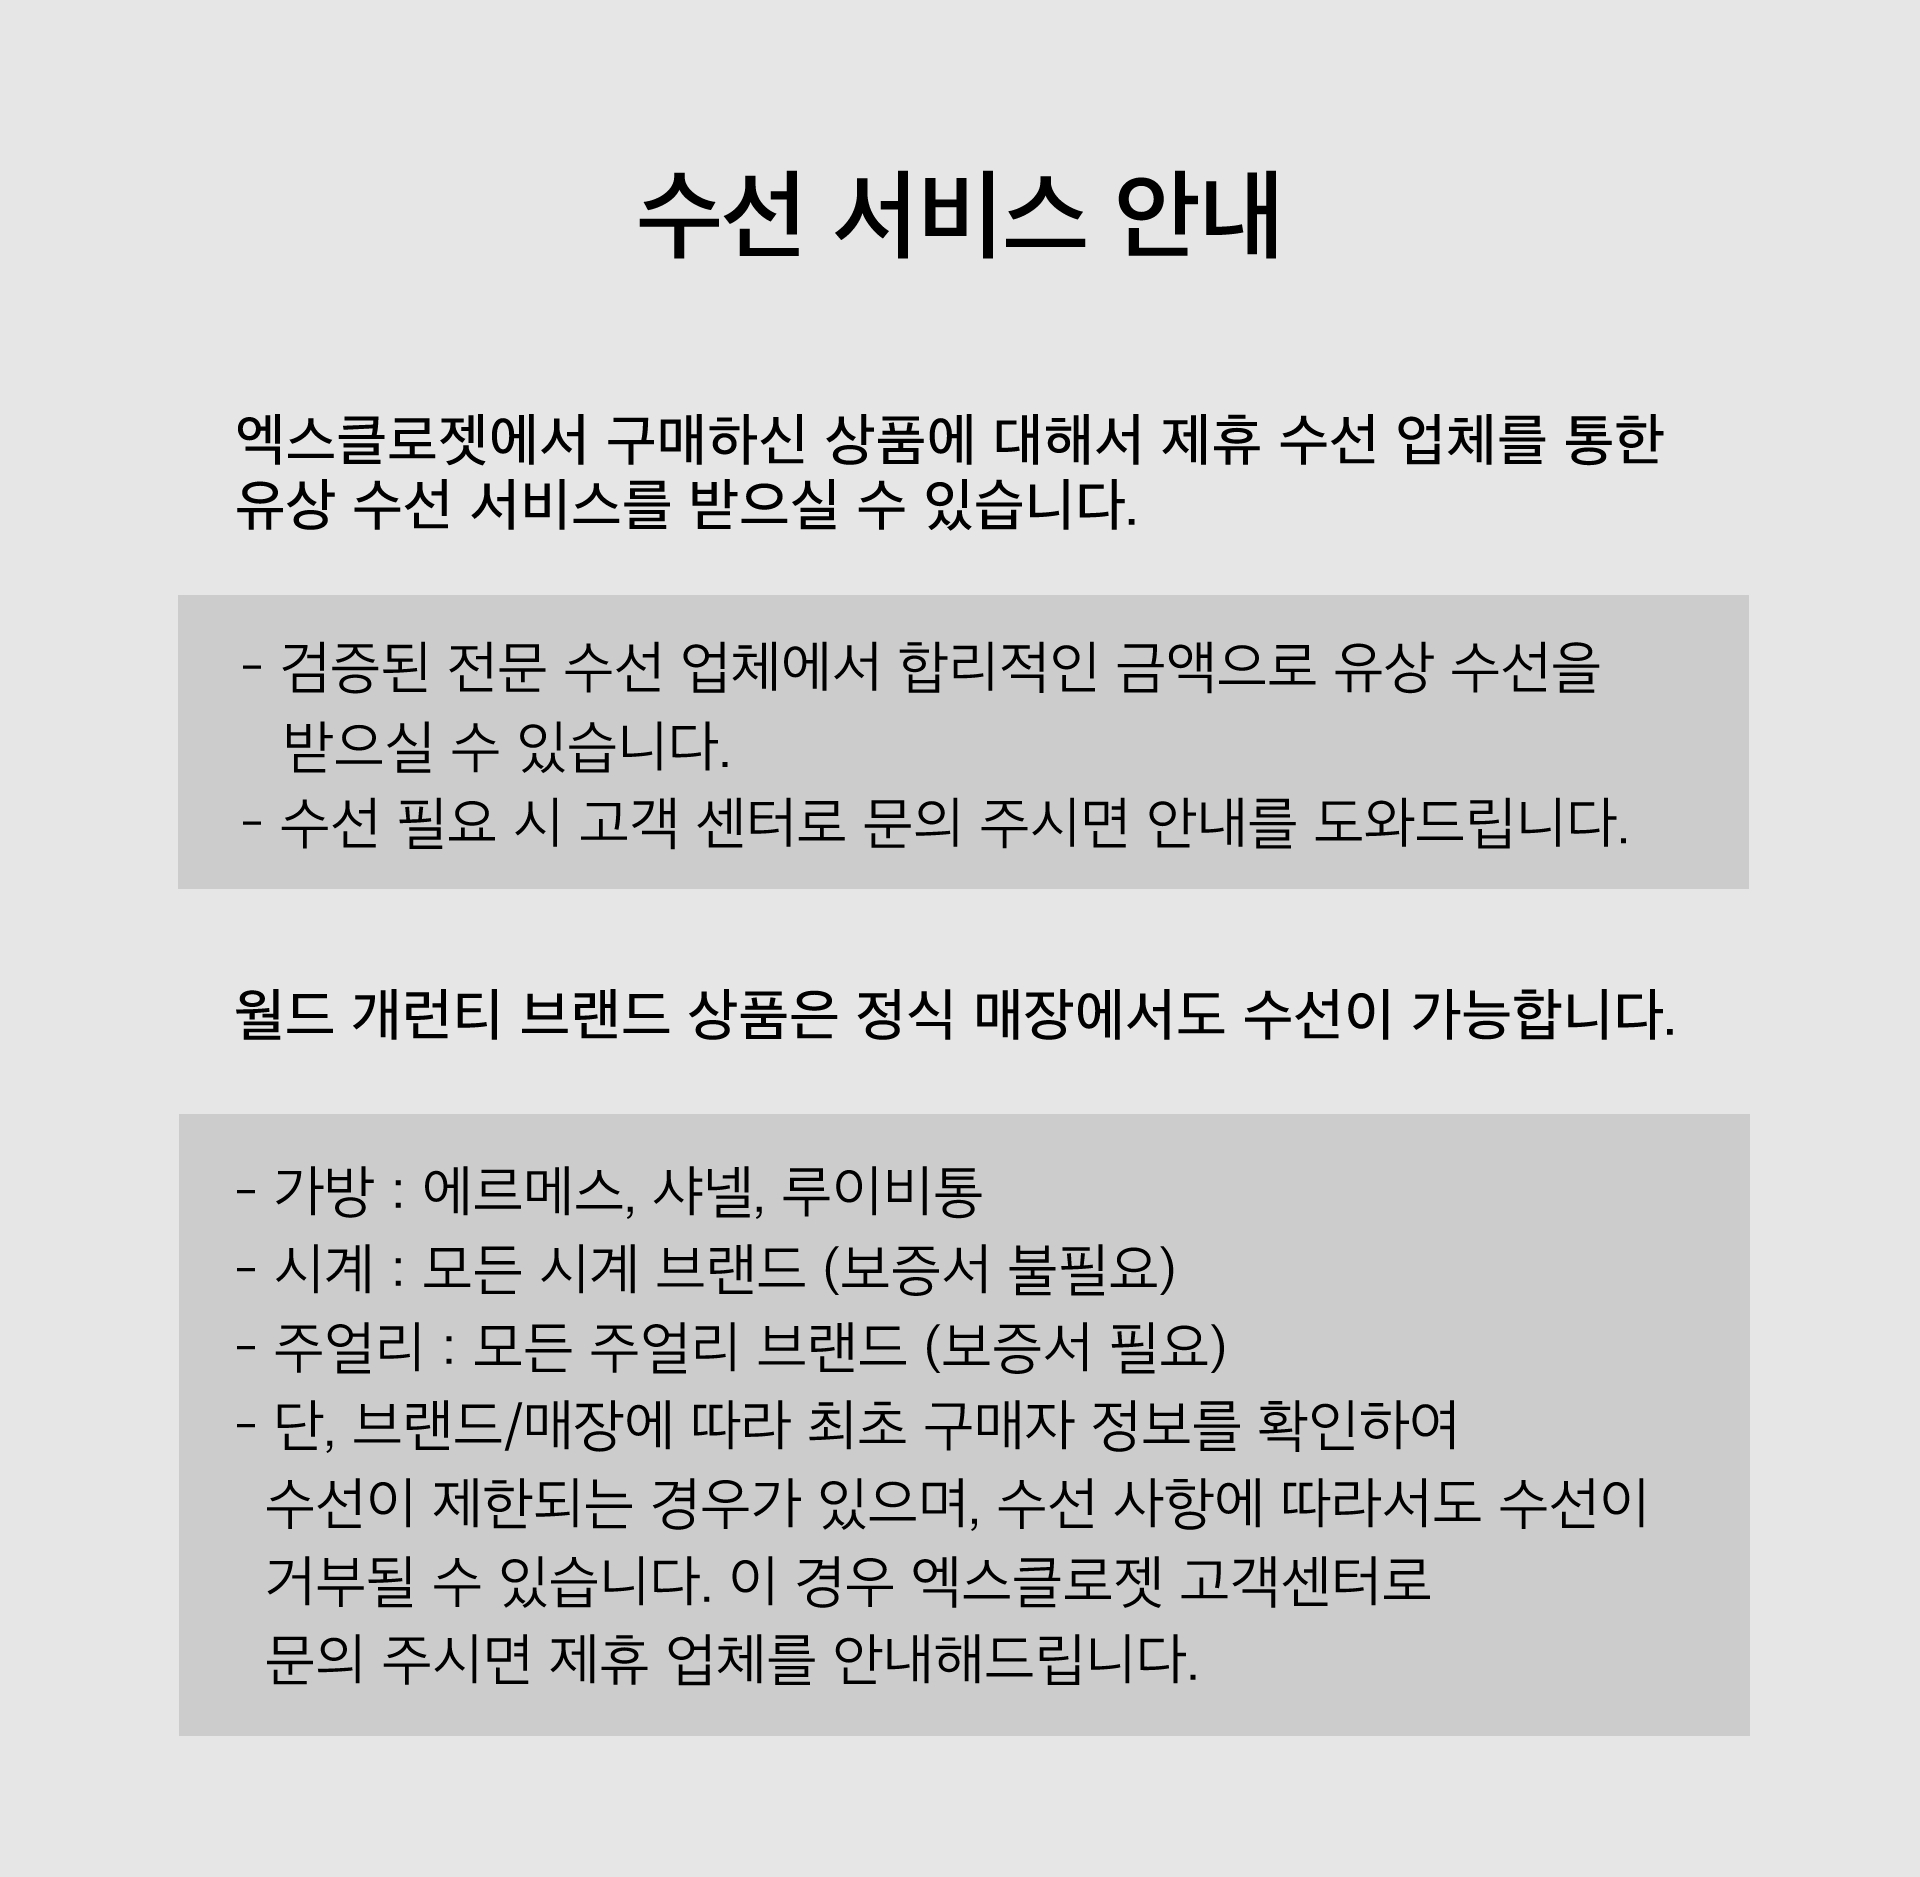 수선 서비스 안내
엑스클로젯에서 구매하신 상품에 대해서 제휴 수선 업체를 통한
유상 수선 서비스를 받으실 수 있습니다.
- 검증된 전문 수선 업체에서 합리적인 금액으로 유상 수선을
받으실 수 있습니다.
- 수선 필요 시 고객 센터로 문의 주시면 안내를 도와드립니다.
월드 개런티 브랜드 상품은 정식 매장에서도 수선이 가능합니다.
- 가방 : 에르메스, 샤넬, 루이비통
- 시계 : 모든 시계 브랜드 (보증서 불필요)
- 주얼리 : 모든 주얼리 브랜드 (보증서 필요)
- 단, 브랜드/매장에 따라 최초 구매자 정보를 확인하여
수선이 제한되는 경우가 있으며, 수선 사항에 따라서도 수선이
거부될 수 있습니다. 이 경우 엑스클로젯 고객센터로
문의 주시면 제휴 업체를 안내해드립니다.